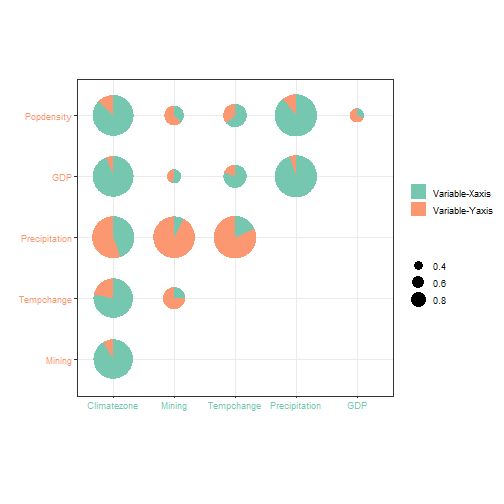 Popdensity
GDP
Precipitation
Tempchange
Mining
Climatezone Mining Tempchange Precipitation GDP
Variable-Xaxis
Variable-Yaxis
0.4
0.6
0.8